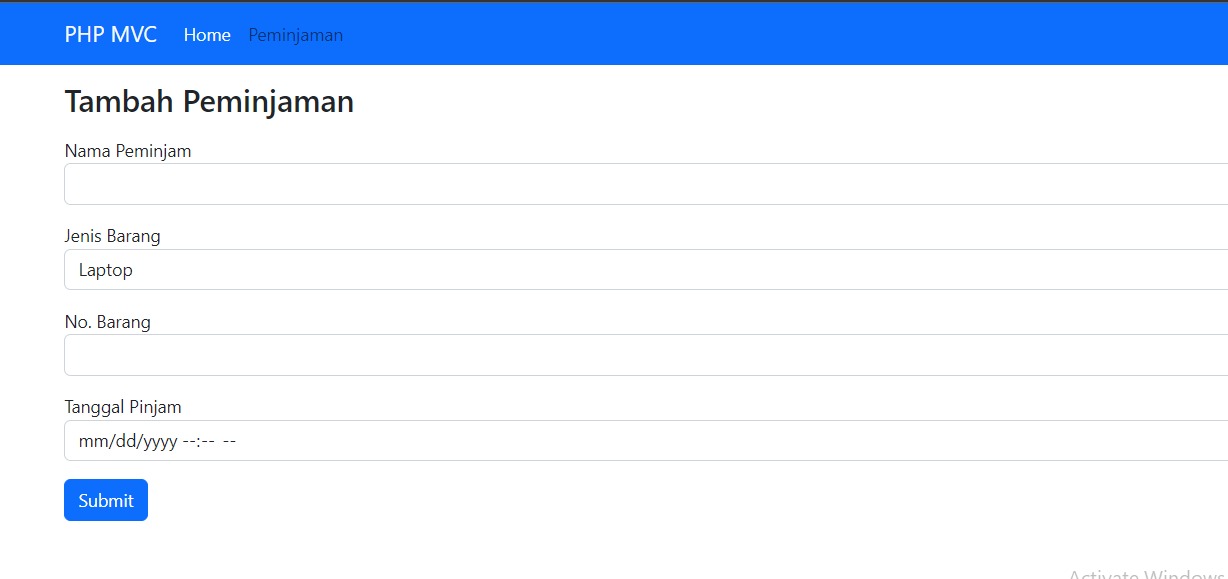 PHP MVC Home Peminjaman
Tambah Peminjaman
Nama Peminjam
Jenis Barang
Laptop
No. Barang
Tanggal Pinjam
mm/dd/yyyy --:-- --
Submit
Activate Windows